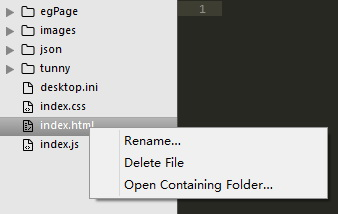 egPage
images
json
tunny
desktop.ini
index.css
index.html
index.js
1
Rename...
Delete File
Open Containing Folder...